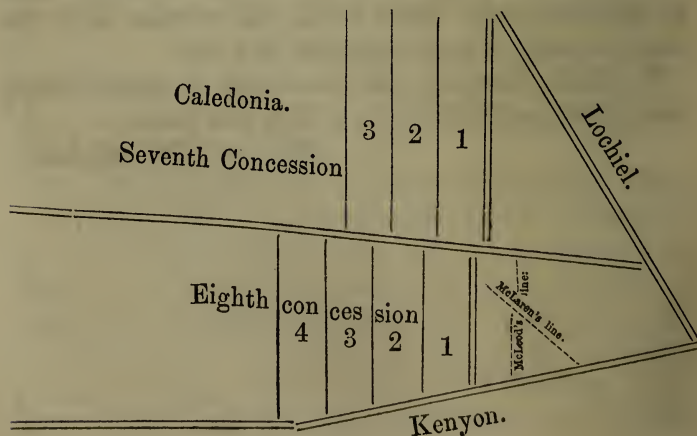 Caledonia.
Seventh Concession
3 2 1
Lochiel.
Eighth con ces sion
4 3 2 1
McLaren's line.
McLeod's line:
Kenyon.